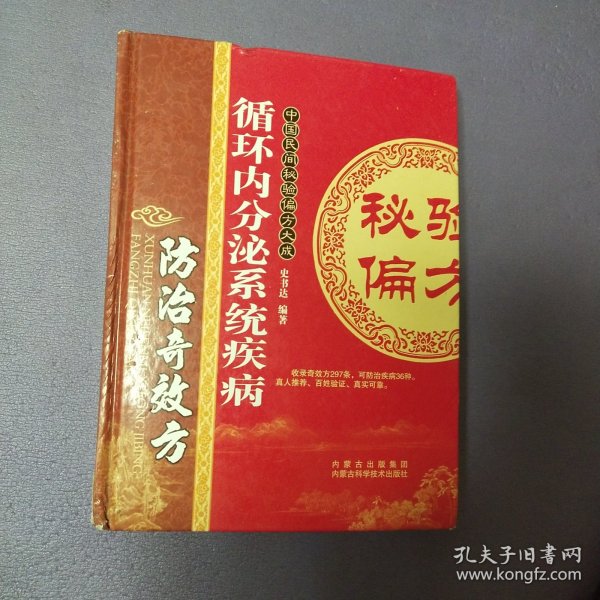 中国民间秘验偏方大成
循环内分泌系统疾病
防治奇效方
史书达 编著
秘验
偏方
收录奇效方297条，可防治疾病36种。
真人推荐、百姓验证、真实可靠。
内蒙古出版集团
内蒙古科学技术出版社
孔夫子旧书网
www.kongfz.com